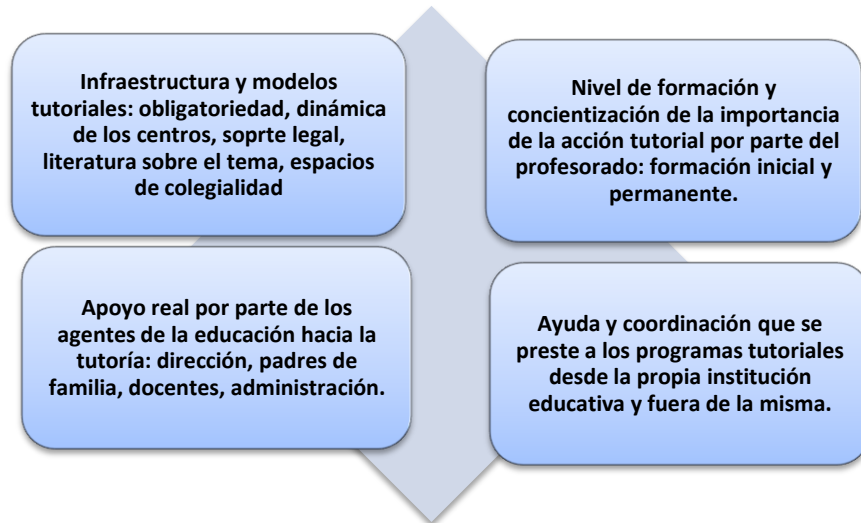 Infraestructura y modelos
tutoriales: obligatoriedad, dinámica
de los centros, soprte legal,
literatura sobre el tema, espacios
de colegialidad
Nivel de formación y
concientización de la importancia
de la acción tutorial por parte del
profesorado: formación inicial y
permanente.
Apoyo real por parte de los
agentes de la educación hacia la
tutoría: dirección, padres de
familia, docentes, administración.
Ayuda y coordinación que se
preste a los programas tutoriales
desde la propia institución
educativa y fuera de la misma.